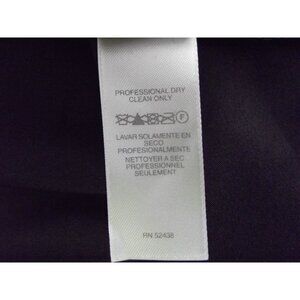 PROFESSIONAL DRY
CLEAN ONLY
F
LAVAR SOLAMENTE EN
SECO
PROFESIONALMENTE
NETTOYER A SEC
PROFESSIONNEL
SEULEMENT
RN 52438